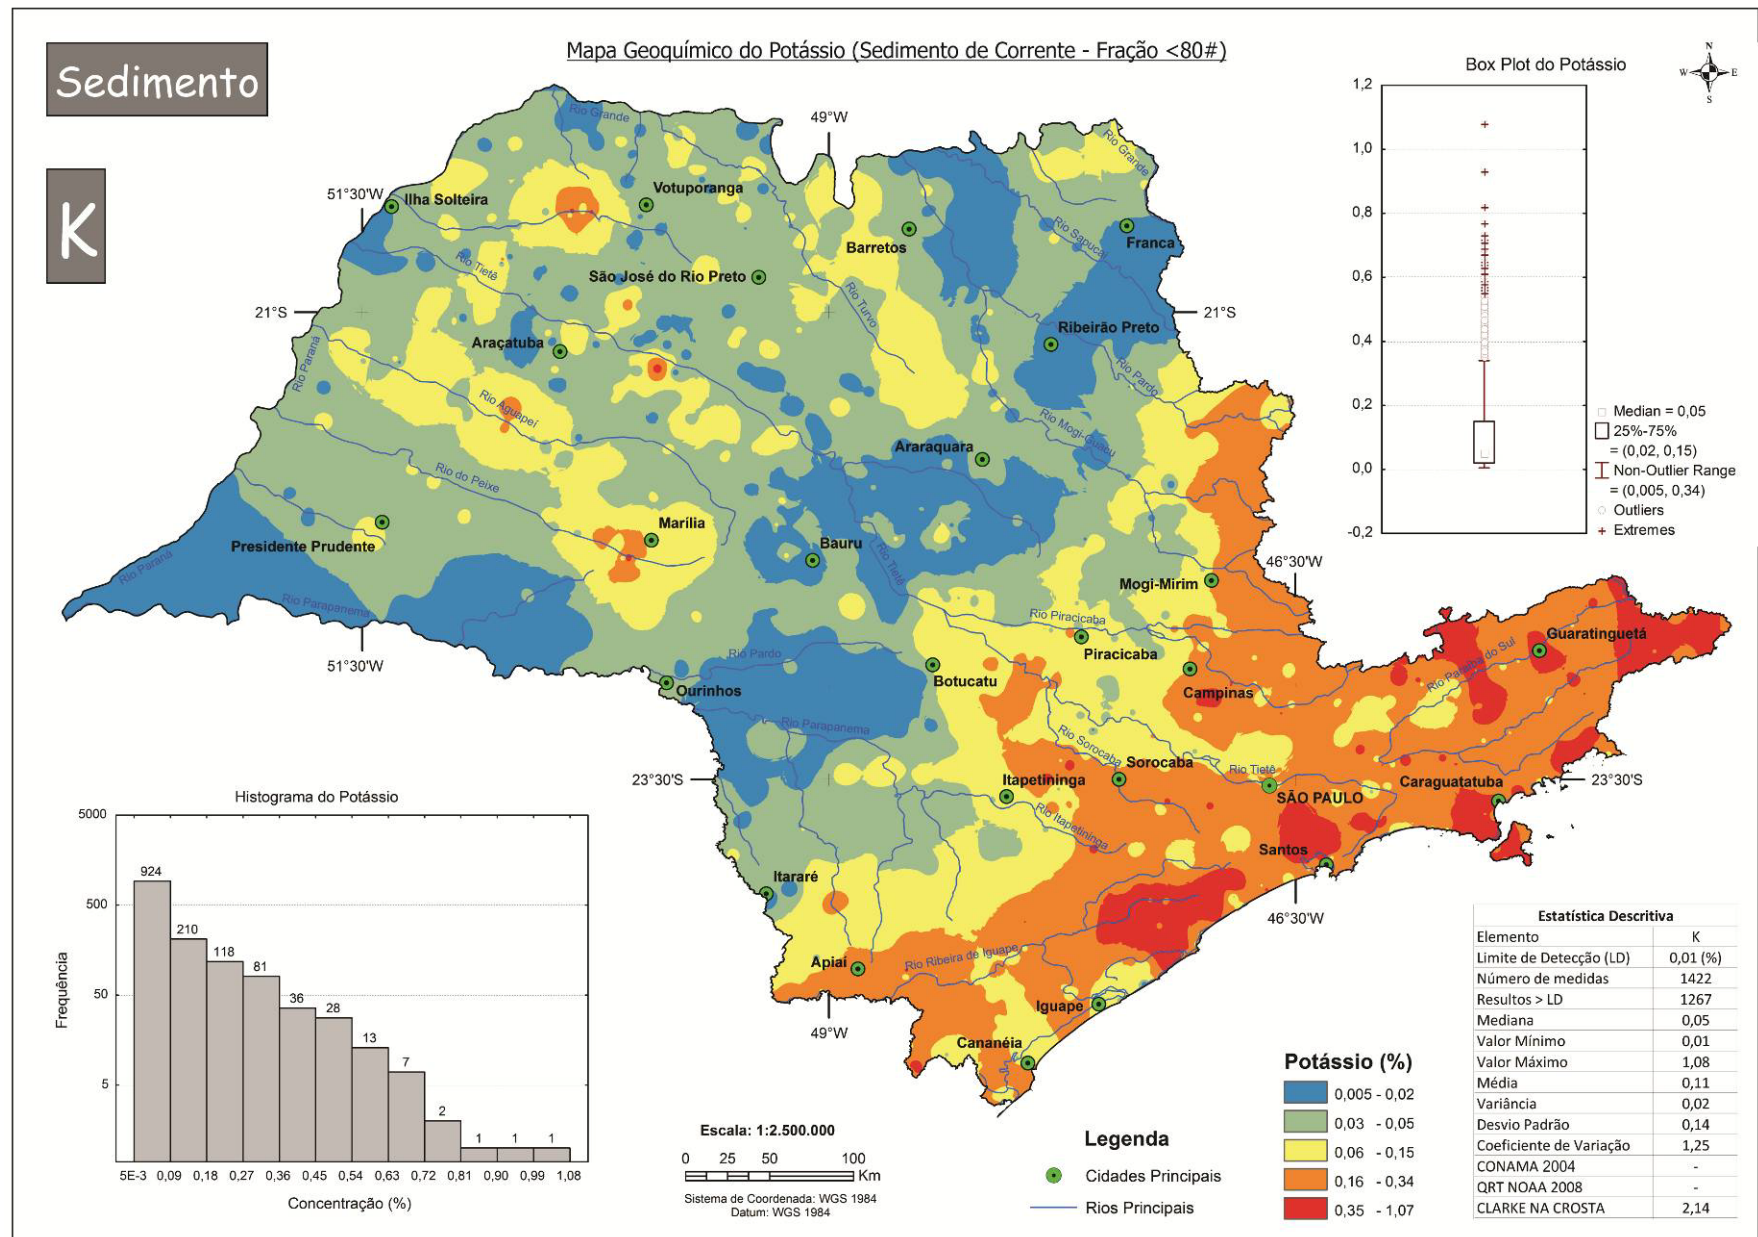 Sedimento
K
Mapa Geoquímico do Potássio (Sedimento de Corrente - Fração <80#)
Box Plot do Potássio
N
W E
S
1,2
1,0
0,8
0,6
0,4
0,2
0,0
-0,2
Median = 0,05
25%-75%
= (0,02, 0,15)
Non-Outlier Range
= (0,005, 0,34)
Outliers
Extremes
49°W
51°30'W
21°S
21°S
46°30'W
51°30'W
23°30'S
23°30'S
46°30'W
49°W
Rio Grande
Rio Grande
Ilha Solteira
Votuporanga
Barretos
Rio Sapucaí
Franca
Rio Tietê
São José do Rio Preto
Rio Turvo
Ribeirão Preto
Araçatuba
Rio Paraná
Rio Pardo
Rio Aguapeí
Rio Mogi-Guaçu
Araraquara
Rio do Peixe
Marília
Presidente Prudente
Bauru
Rio Tietê
Rio Paraná
Mogi-Mirim
Rio Parapanema
Rio Piracicaba
Piracicaba
Guaratinguetá
Rio Paraíba do Sul
Rio Pardo
Botucatu
Campinas
Ourinhos
Rio Parapanema
Rio Sorocaba
Sorocaba
Itapetininga
Rio Tietê
Caraguatatuba
SÃO PAULO
Rio Itapetininga
Santos
Itararé
Apiaí
Rio Ribeira de Iguape
Iguape
Cananéia
Histograma do Potássio
5000
500
50
5
Frequência
924
210
118
81
36
28
13
7
2
1
1
1
5E-3 0,09 0,18 0,27 0,36 0,45 0,54 0,63 0,72 0,81 0,90 0,99 1,08
Concentração (%)
Escala: 1:2.500.000
0 25 50 100
Km
Sistema de Coordenada: WGS 1984
Datum: WGS 1984
Legenda
Cidades Principais
Rios Principais
Potássio (%)
0,005 - 0,02
0,03 - 0,05
0,06 - 0,15
0,16 - 0,34
0,35 - 1,07
Estatística Descritiva
Elemento K
Limite de Detecção (LD) 0,01 (%)
Número de medidas 1422
Resultos > LD 1267
Mediana 0,05
Valor Mínimo 0,01
Valor Máximo 1,08
Média 0,11
Variância 0,02
Desvio Padrão 0,14
Coeficiente de Variação 1,25
CONAMA 2004 -
QRT NOAA 2008 -
CLARKE NA CROSTA 2,14